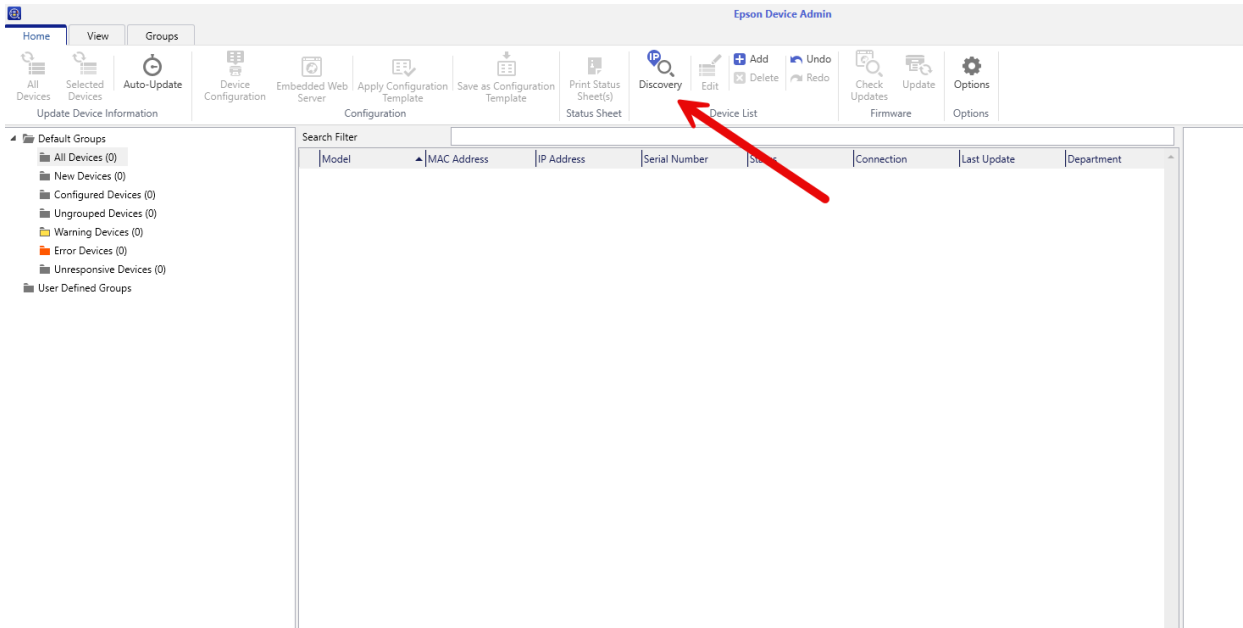 Epson Device Admin
Home View Groups
All Devices
Selected Devices
Auto-Update
Update Device Information
Device Configuration
Embedded Web Server
Apply Configuration Template
Save as Configuration Template
Configuration
Print Status Sheet(s)
Status Sheet
IP
Discovery
Edit
Add
Delete
Undo
Redo
Device List
Check Updates
Update
Firmware
Options
Options
Default Groups
All Devices (0)
New Devices (0)
Configured Devices (0)
Ungrouped Devices (0)
Warning Devices (0)
Error Devices (0)
Unresponsive Devices (0)
User Defined Groups
Search Filter
Model MAC Address IP Address Serial Number Status Connection Last Update Department